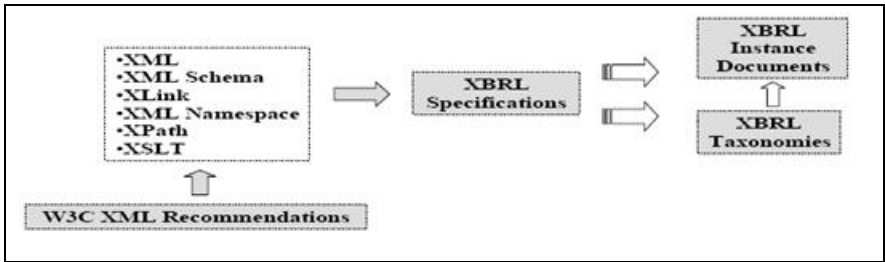 •XML
•XML Schema
•XLink
•XML Namespace
•XPath
•XSLT
W3C XML Recommendations
XBRL
Specifications
XBRL
Instance
Documents
XBRL
Taxonomies